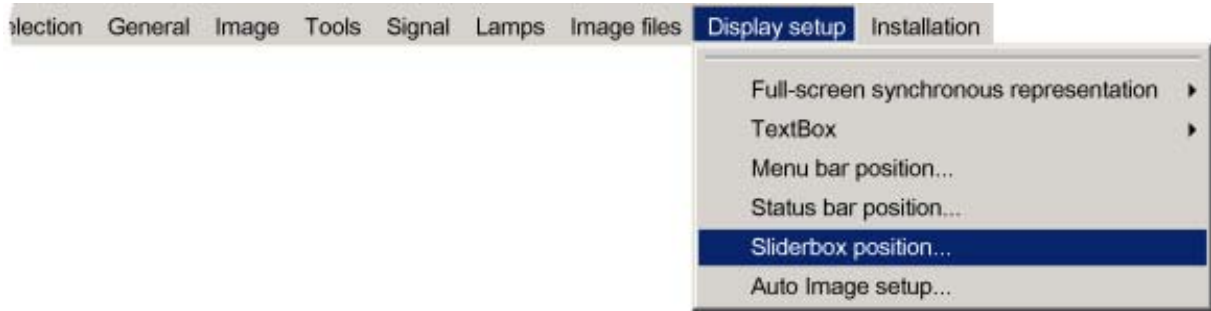 General Image Tools Signal Lamps Image files Display setup Installation
Full-screen synchronous representation
TextBox
Menu bar position...
Status bar position...
Sliderbox position...
Auto Image setup...